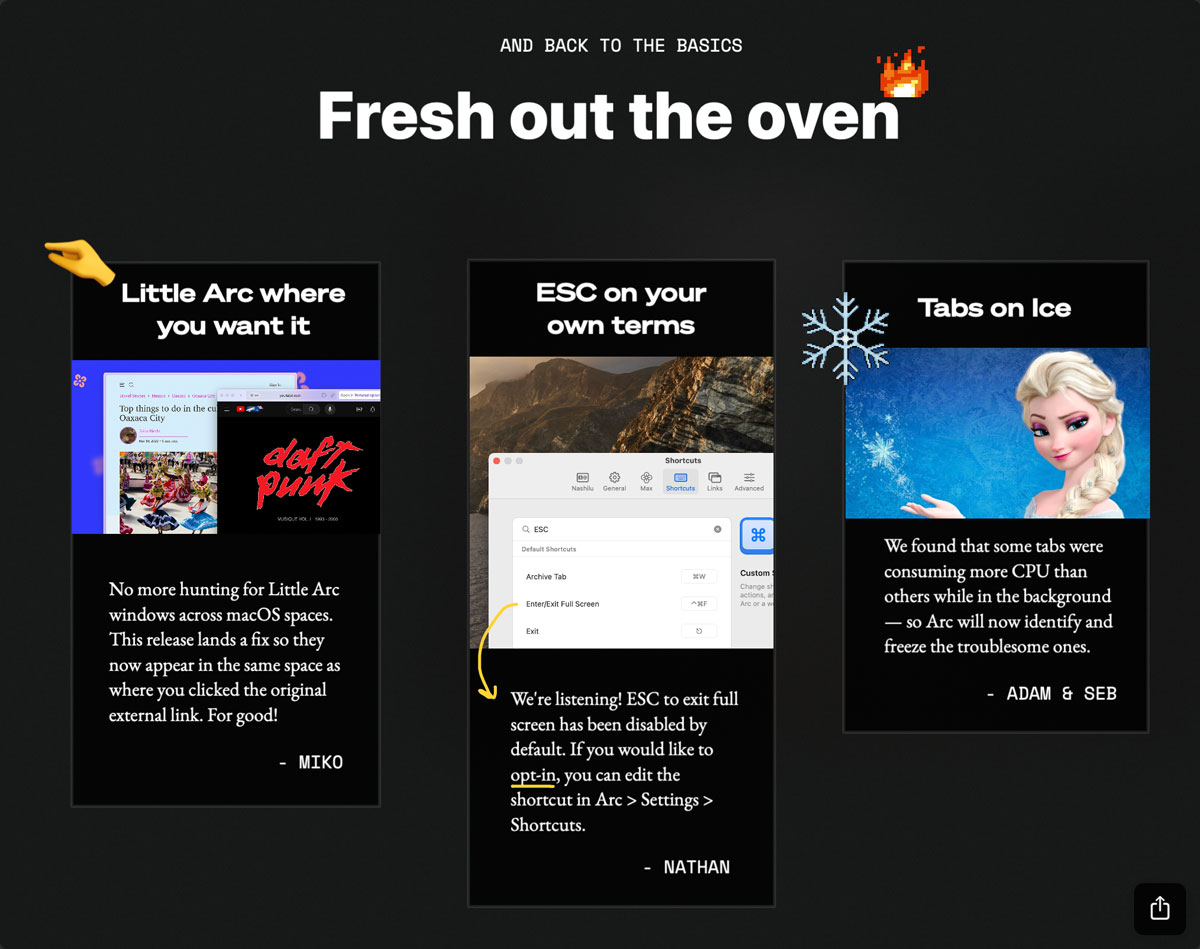 AND BACK TO THE BASICS
Fresh out the oven
Little Arc where
you want it
Top things to do in the cu
Oaxaca City
daft
punk
No more hunting for Little Arc
windows across macOS spaces.
This release lands a fix so they
now appear in the same space as
where you clicked the original
external link. For good!
- MIKO
ESC on your
own terms
Shortcuts
Nashilu
General
Max
Shortcuts
Links
Advanced
ESC
Default Shortcuts
Archive Tab
⌘W
Enter/Exit Full Screen
^⌘F
Exit
Custom S
Change sh
actions, an
Arc or a w
We're listening! ESC to exit full
screen has been disabled by
default. If you would like to
opt-in, you can edit the
shortcut in Arc > Settings >
Shortcuts.
- NATHAN
Tabs on Ice
We found that some tabs were
consuming more CPU than
others while in the background
— so Arc will now identify and
freeze the troublesome ones.
- ADAM & SEB